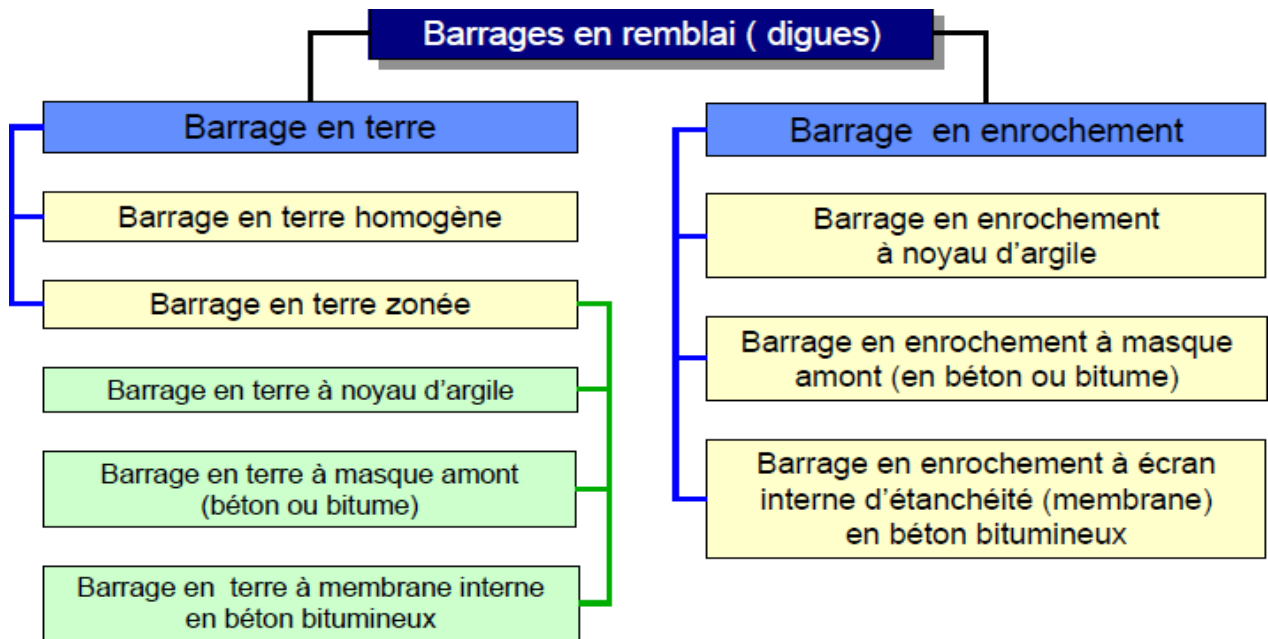 Barrages en remblai ( digues)
Barrage en terre
Barrage en terre homogène
Barrage en terre zonée
Barrage en terre à noyau d'argile
Barrage en terre à masque amont
(béton ou bitume)
Barrage en terre à membrane interne
en béton bitumineux
Barrage en enrochement
Barrage en enrochement
à noyau d'argile
Barrage en enrochement à masque
amont (en béton ou bitume)
Barrage en enrochement à écran
interne d'étanchéité (membrane)
en béton bitumineux